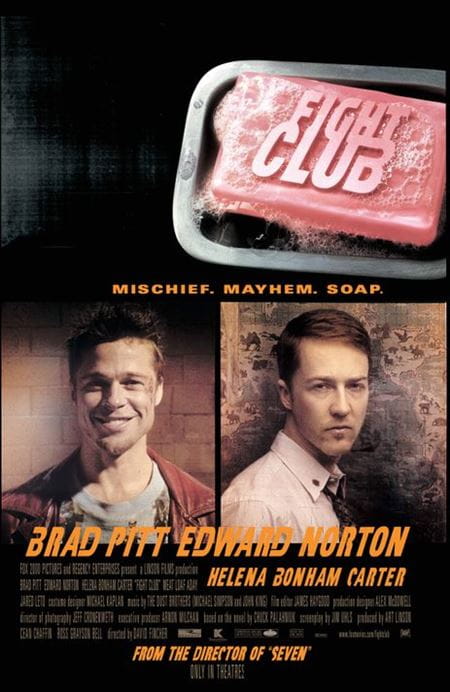 FIGHT
CLUB
MISCHIEF. MAYHEM. SOAP.
BRAD PITT EDWARD NORTON
HELENA BONHAM CARTER
FOX 2000 PICTURES AND REGENCY ENTERPRISES present a LINSON FILMS production
BRAD PITT EDWARD NORTON HELENA BONHAM CARTER "FIGHT CLUB" MEAT LOAF ADAY
JARED LETO costume designer MICHAEL KAPLAN music by THE DUST BROTHERS (MICHAEL SIMPSON and JOHN KING) film editor JAMES HAYGOOD production designer ALEX McDOWELL
director of photography JEFF CRONENWETH executive producer ARNON MILCHAN based on the novel by CHUCK PALAHNIUK screenplay by JIM UHLS produced by ART LINSON
CEAN CHAFFIN ROSS GRAYSON BELL directed by DAVID FINCHER
www.foxmovies.com/fightclub
FROM THE DIRECTOR OF "SEVEN"
ONLY IN THEATRES